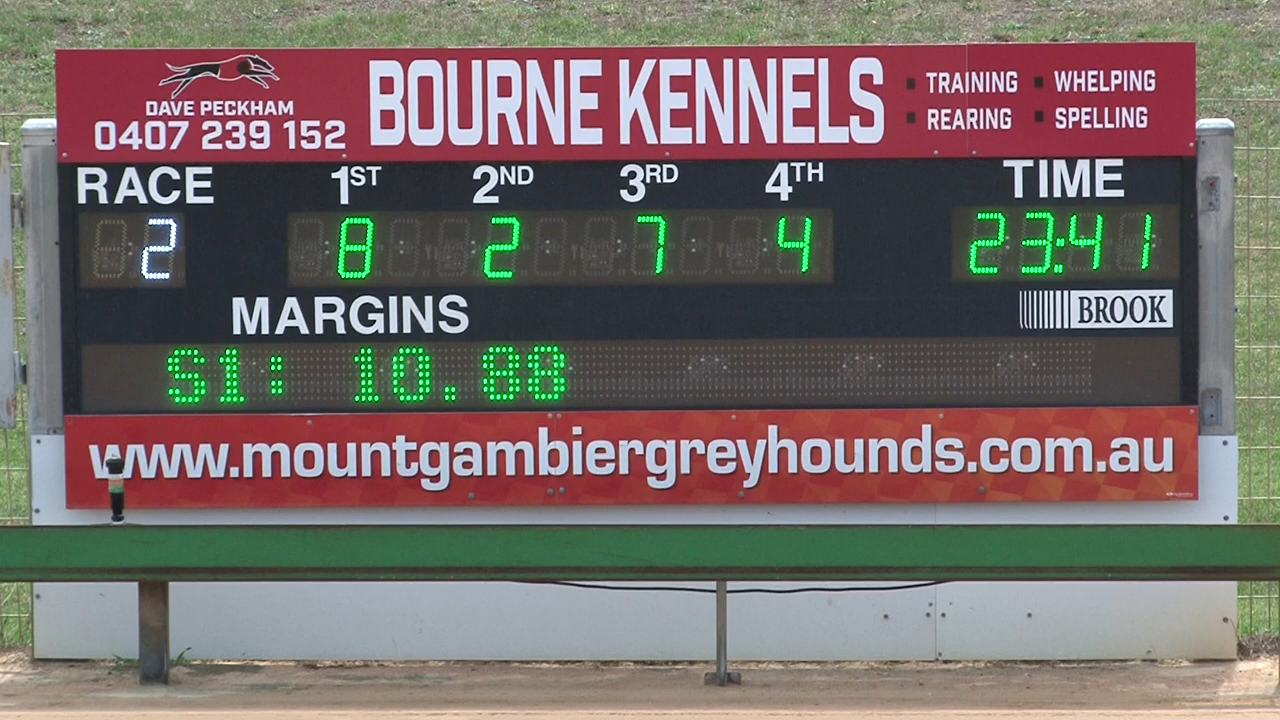 BOURNE KENNELS
DAVE PECKHAM
0407 239 152
TRAINING WHELPING
REARING SPELLING
RACE 1ST 2ND 3RD 4TH TIME
2 8 2 7 4 23:41
MARGINS
BROOK
S1: 10.88
www.mountgambiergreyhounds.com.au